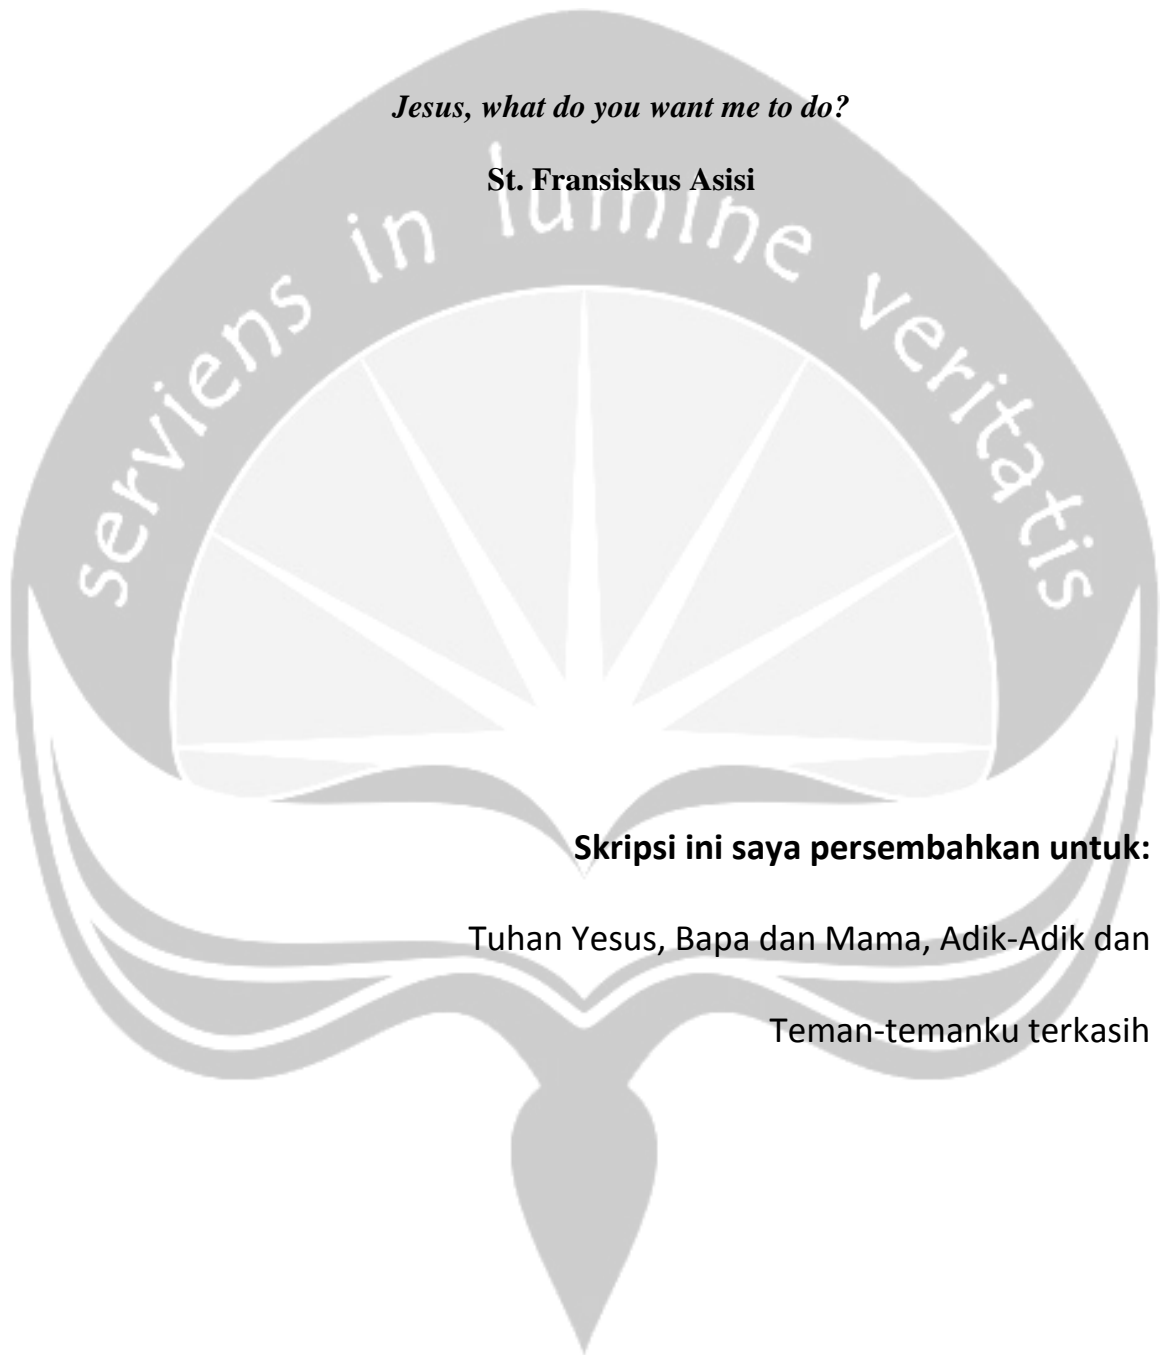 Jesus, what do you want me to do?
St. Fransiskus Asisi
serviens in lumine veritatis
Skripsi ini saya persembahkan untuk:
Tuhan Yesus, Bapa dan Mama, Adik-Adik dan
Teman-temanku terkasih